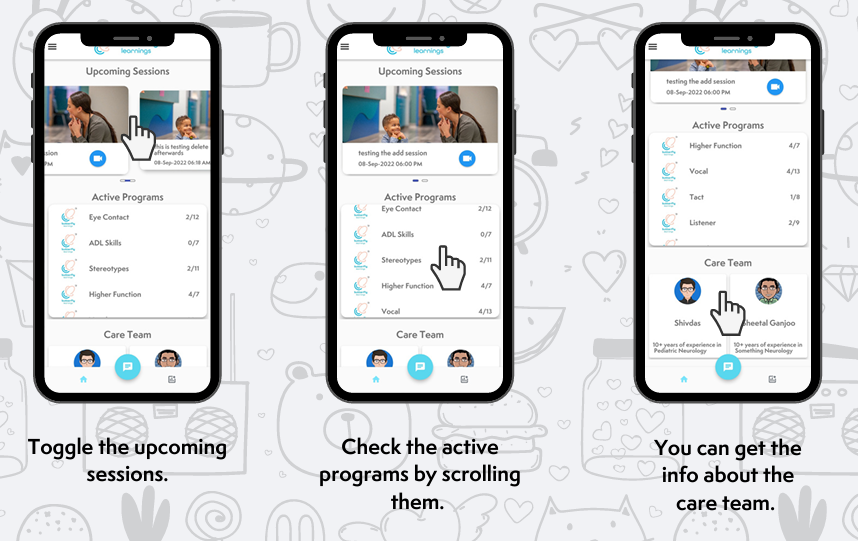 learnings
Upcoming Sessions
This is testing delete
afterwards
ssion
PM
08-Sep-2022 06:18 AM
Active Programs
Eye Contact 2/12
ADL Skills 0/7
Stereotypes 2/11
Higher Function 4/7
Care Team
Toggle the upcoming
sessions.
learnings
Upcoming Sessions
testing the add session
08-Sep-2022 06:00 PM
Active Programs
Eye Contact 2/12
ADL Skills 0/7
Stereotypes 2/11
Higher Function 4/7
Vocal 4/13
Care Team
Check the active
programs by scrolling
them.
learnings
testing the add session
08-Sep-2022 06:00 PM
Active Programs
Higher Function 4/7
Vocal 4/13
Tact 1/8
Listener 2/9
Care Team
Shivdas
Sheetal Ganjoo
10+ years of experience in
Pediatric Neurology
10+ years of experience in
Something Neurology
You can get the
info about the
care team.